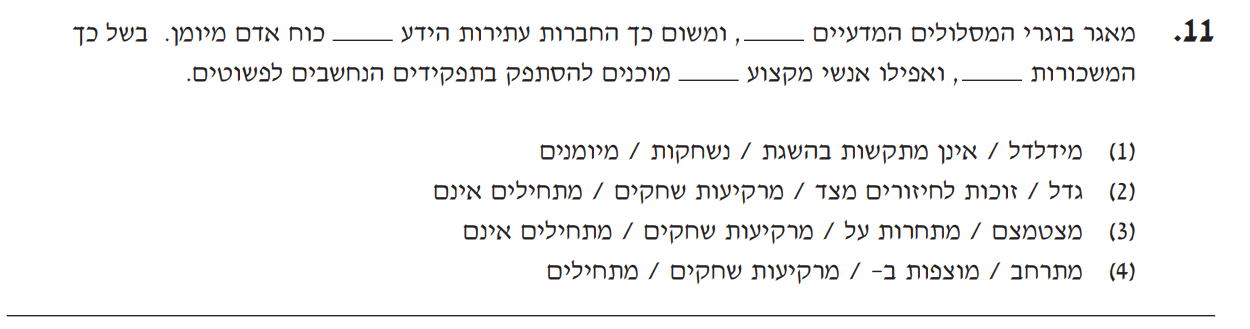 11. מאגר בוגרי המסלולים המדעיים _____, ומשום כך החברות עתירות הידע _____ כוח אדם מיומן. בשל כך
המשכורות _____, ואפילו אנשי מקצוע _____ מוכנים להסתפק בתפקידים הנחשבים לפשוטים.
(1) מידלדל / אינן מתקשות בהשגת / נשחקות / מיומנים
(2) גדל / זוכות לחיזורים מצד / מרקיעות שחקים / מתחילים אינם
(3) מצטמצם / מתחרות על / מרקיעות שחקים / מתחילים אינם
(4) מתרחב / מוצפות ב- / מרקיעות שחקים / מתחילים